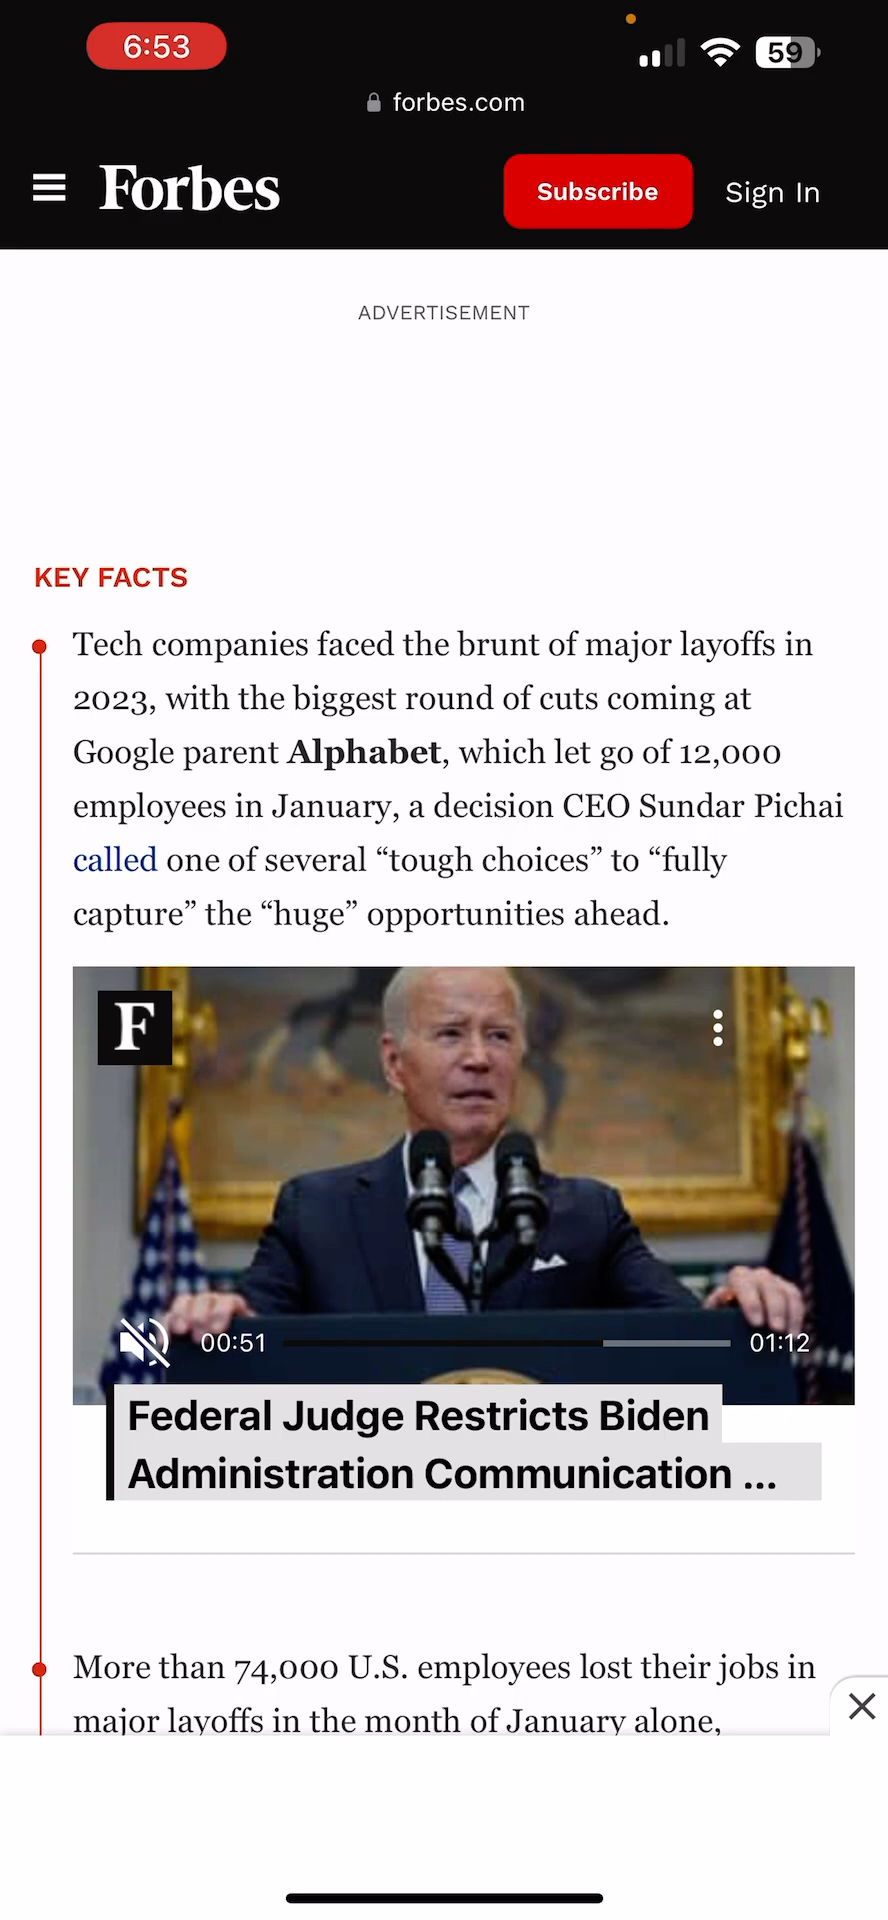 6:53
59
forbes.com
Forbes
Subscribe
Sign In
ADVERTISEMENT
KEY FACTS
Tech companies faced the brunt of major layoffs in
2023, with the biggest round of cuts coming at
Google parent Alphabet, which let go of 12,000
employees in January, a decision CEO Sundar Pichai
called one of several “tough choices” to “fully
capture” the “huge” opportunities ahead.
F
00:51
01:12
Federal Judge Restricts Biden
Administration Communication ...
More than 74,000 U.S. employees lost their jobs in
major layoffs in the month of January alone,